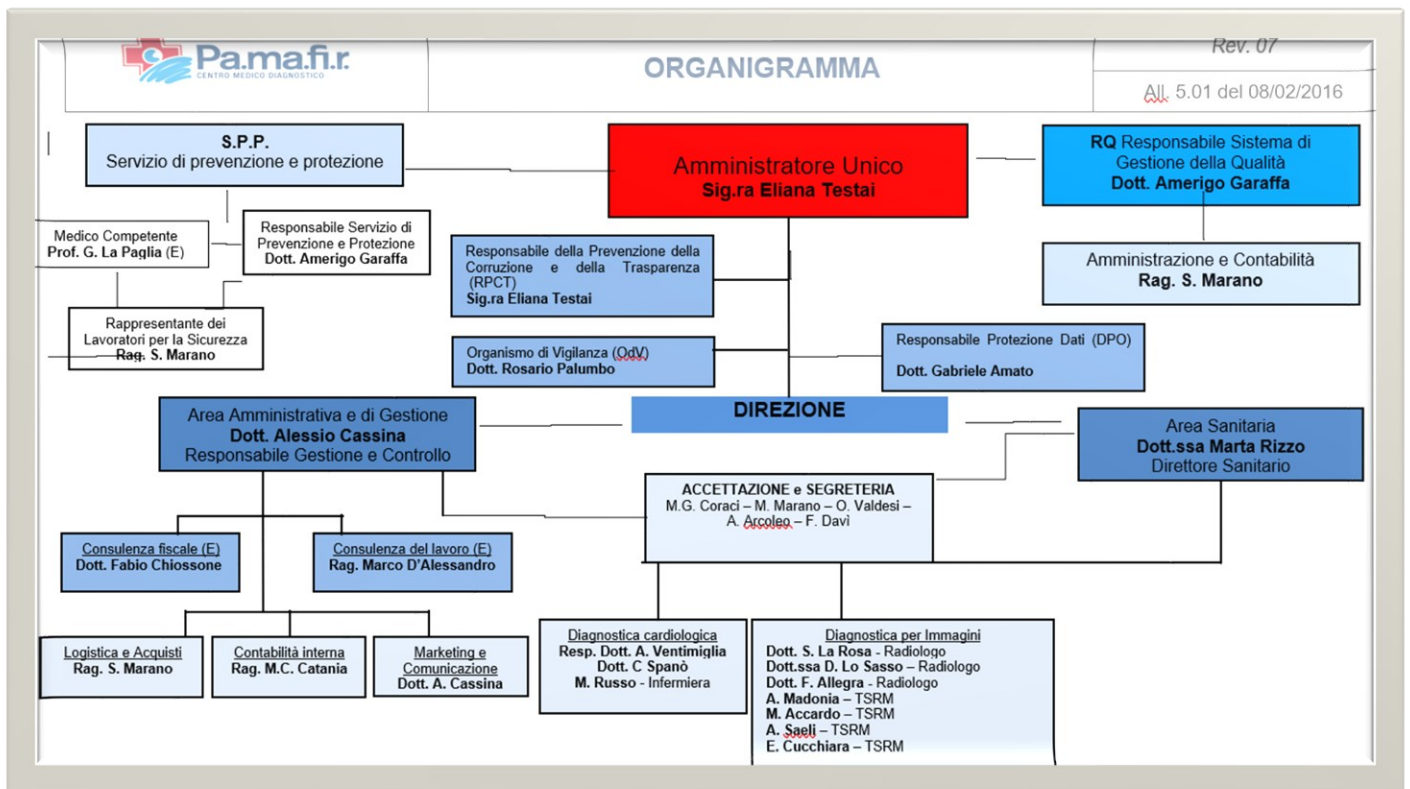 Pa.ma.fi.r.
CENTRO MEDICO DIAGNOSTICO
ORGANIGRAMMA
Rev. 07
All. 5.01 del 08/02/2016
S.P.P.
Servizio di prevenzione e protezione
Amministratore Unico
Sig.ra Eliana Testai
RQ Responsabile Sistema di
Gestione della Qualità
Dott. Amerigo Garaffa
Medico Competente
Prof. G. La Paglia (E)
Responsabile Servizio di
Prevenzione e Protezione
Dott. Amerigo Garaffa
Responsabile della Prevenzione della
Corruzione e della Trasparenza
(RPCT)
Sig.ra Eliana Testai
Amministrazione e Contabilità
Rag. S. Marano
Rappresentante dei
Lavoratori per la Sicurezza
Rag. S. Marano
Organismo di Vigilanza (OdV)
Dott. Rosario Palumbo
Responsabile Protezione Dati (DPO)
Dott. Gabriele Amato
Area Amministrativa e di Gestione
Dott. Alessio Cassina
Responsabile Gestione e Controllo
DIREZIONE
Area Sanitaria
Dott.ssa Marta Rizzo
Direttore Sanitario
ACCETTAZIONE e SEGRETERIA
M.G. Coraci – M. Marano – O. Valdesi –
A. Arcoleo – F. Davì
Consulenza fiscale (E)
Dott. Fabio Chiossone
Consulenza del lavoro (E)
Rag. Marco D'Alessandro
Logistica e Acquisti
Rag. S. Marano
Contabilità interna
Rag. M.C. Catania
Marketing e
Comunicazione
Dott. A. Cassina
Diagnostica cardiologica
Resp. Dott. A. Ventimiglia
Dott. C Spanò
M. Russo - Infermiera
Diagnostica per Immagini
Dott. S. La Rosa - Radiologo
Dott.ssa D. Lo Sasso – Radiologo
Dott. F. Allegra - Radiologo
A. Madonia – TSRM
M. Accardo – TSRM
A. Saeli – TSRM
E. Cucchiara – TSRM